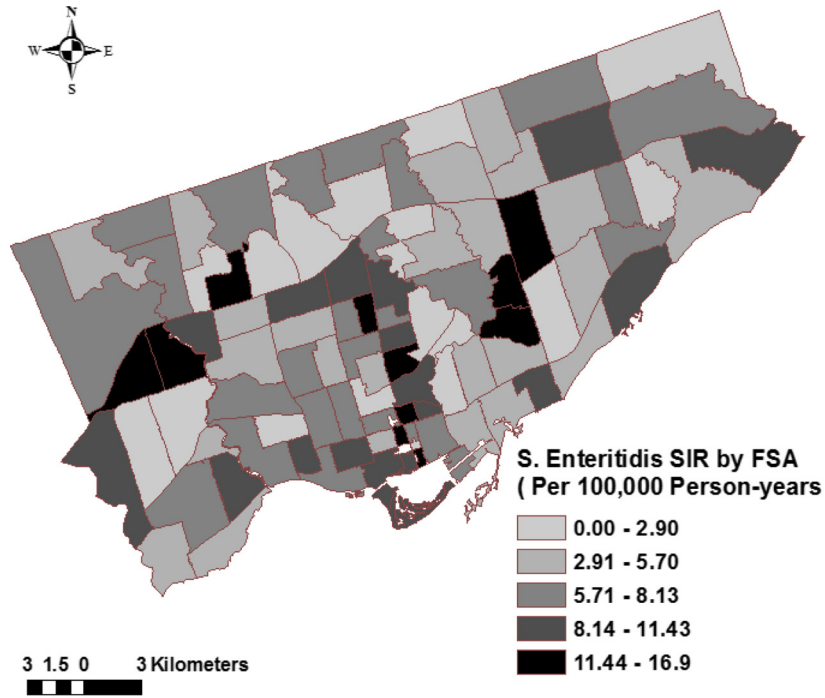 N
W E
S
S. Enteritidis SIR by FSA
( Per 100,000 Person-years
0.00 - 2.90
2.91 - 5.70
5.71 - 8.13
8.14 - 11.43
11.44 - 16.9
3 1.5 0 3 Kilometers